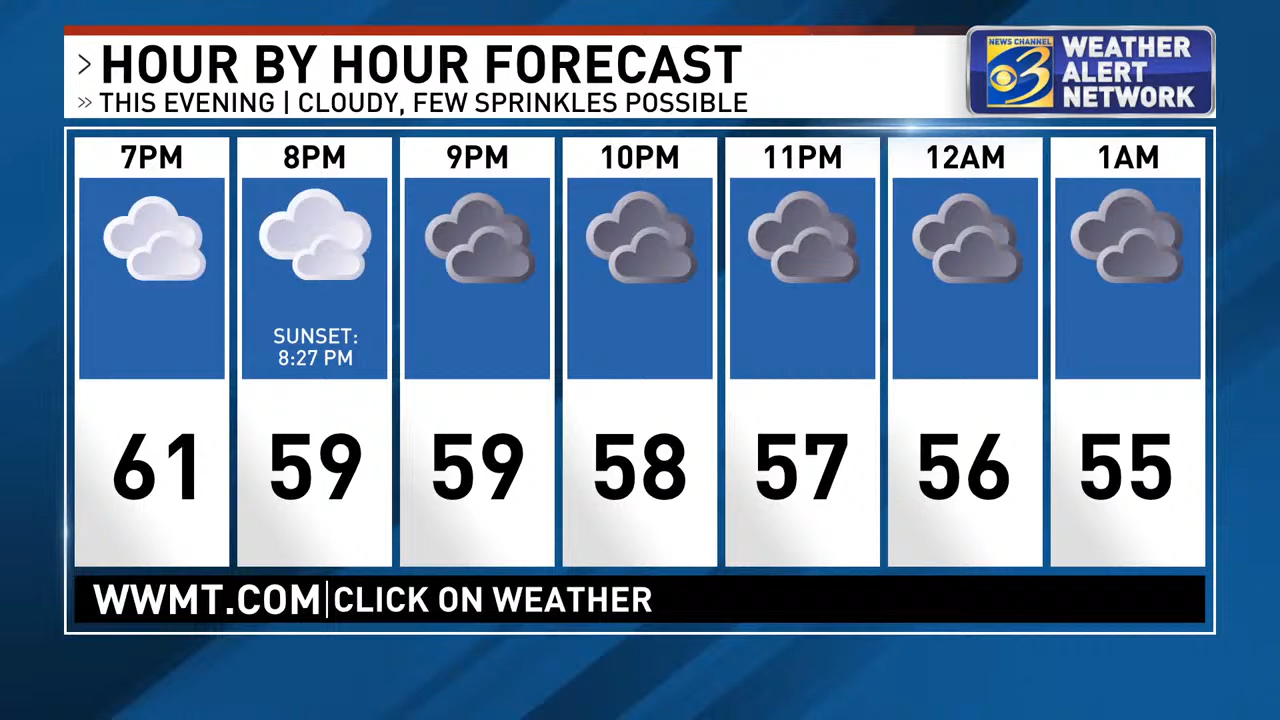 HOUR BY HOUR FORECAST
THIS EVENING | CLOUDY, FEW SPRINKLES POSSIBLE
NEWS CHANNEL
3
WEATHER
ALERT
NETWORK
7PM 8PM 9PM 10PM 11PM 12AM 1AM
SUNSET:
8:27 PM
61 59 59 58 57 56 55
WWMT.COM | CLICK ON WEATHER